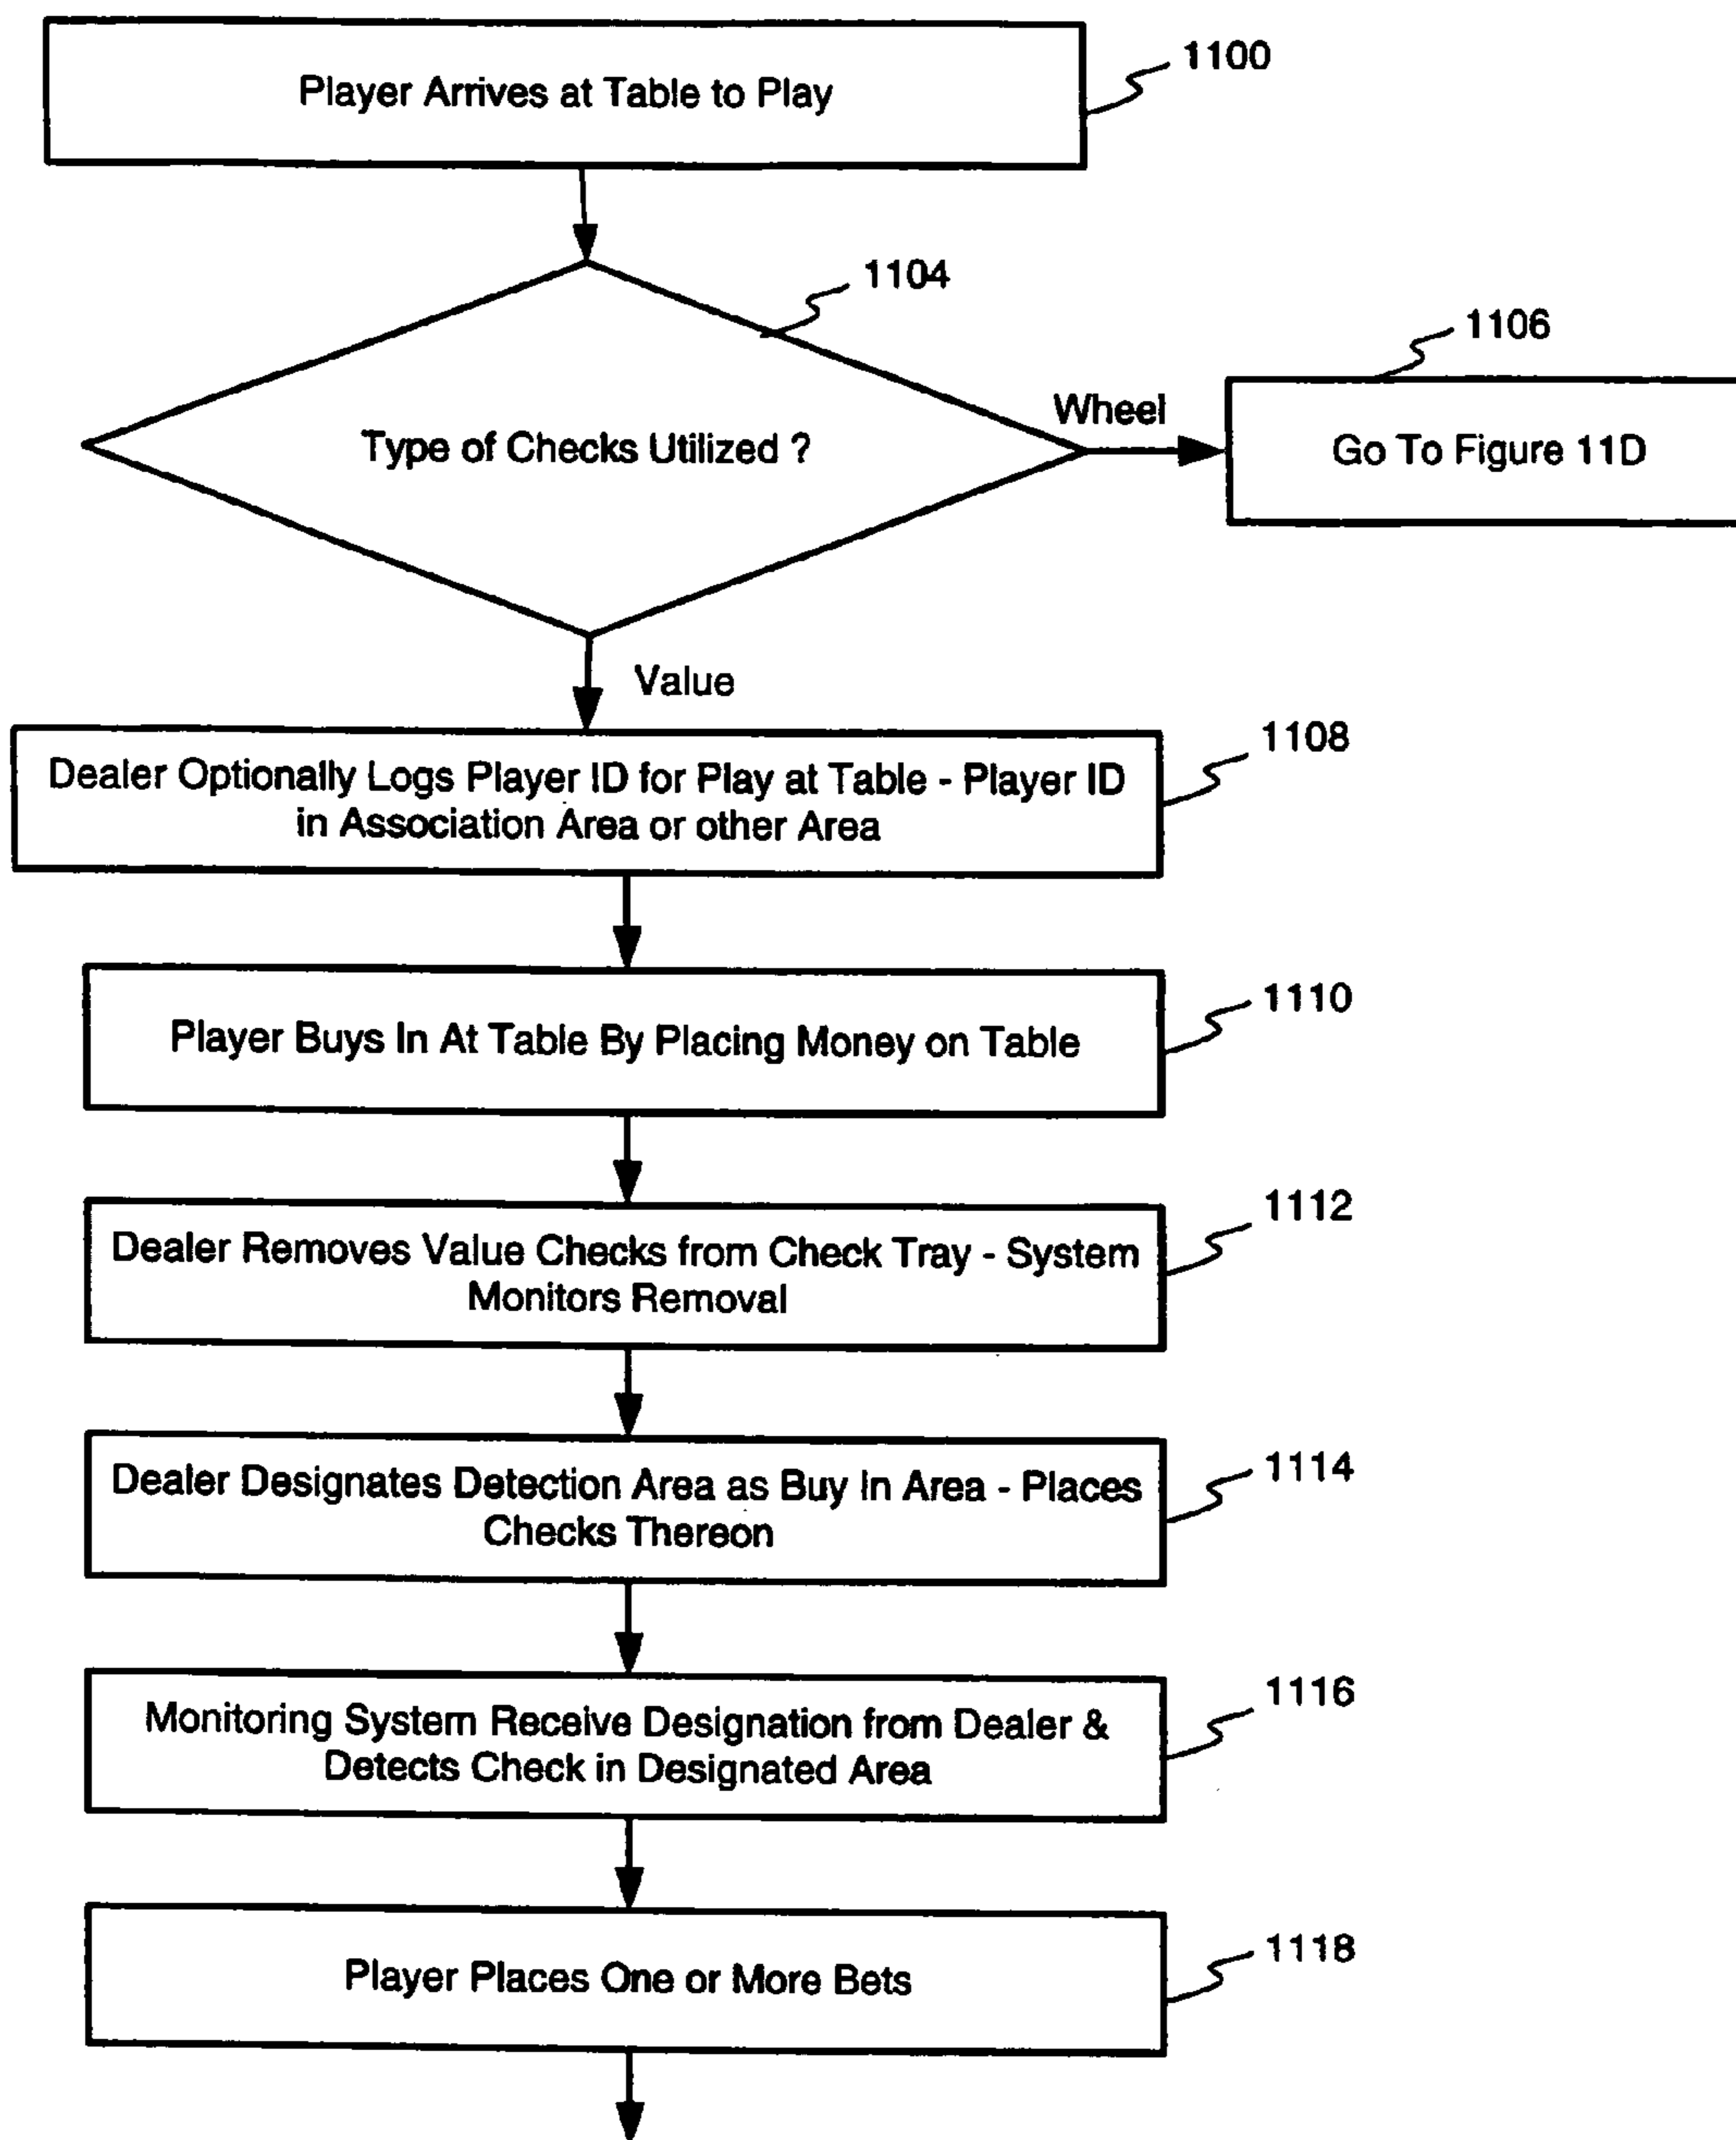 Player Arrives at Table to Play
1100
1104
Type of Checks Utilized ?
Wheel
1106
Go To Figure 11D
Value
Dealer Optionally Logs Player ID for Play at Table - Player ID
in Association Area or other Area
1108
Player Buys In At Table By Placing Money on Table
1110
Dealer Removes Value Checks from Check Tray - System
Monitors Removal
1112
Dealer Designates Detection Area as Buy In Area - Places
Checks Thereon
1114
Monitoring System Receive Designation from Dealer &
Detects Check in Designated Area
1116
Player Places One or More Bets
1118